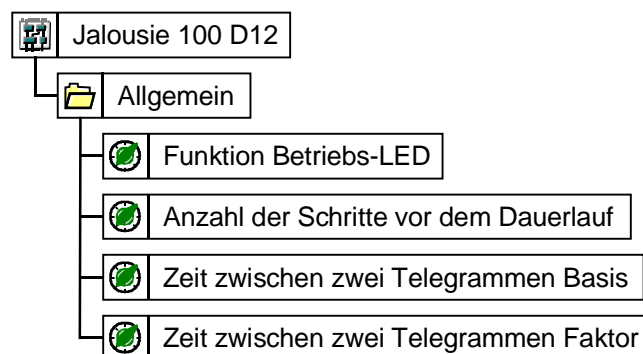 Jalousie 100 D12
Allgemein
Funktion Betriebs-LED
Anzahl der Schritte vor dem Dauerlauf
Zeit zwischen zwei Telegrammen Basis
Zeit zwischen zwei Telegrammen Faktor